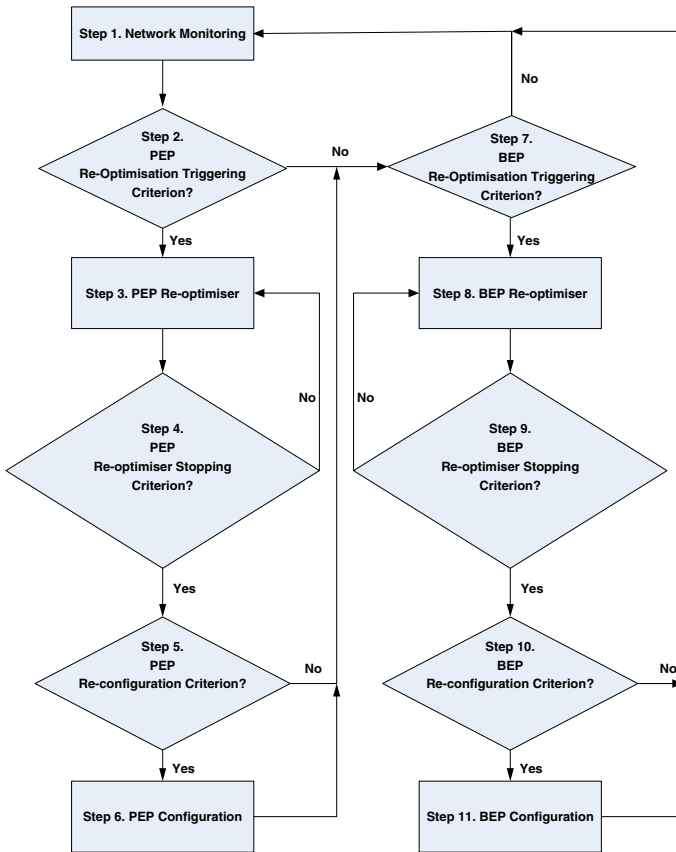 Step 1. Network Monitoring
No
Step 2.
PEP
Re-Optimisation Triggering
Criterion?
No
Step 7.
BEP
Re-Optimisation Triggering
Criterion?
Yes
Yes
Step 3. PEP Re-optimiser
Step 8. BEP Re-optimiser
No
No
Step 4.
PEP
Re-optimiser Stopping
Criterion?
Step 9.
BEP
Re-optimiser Stopping
Criterion?
Yes
Yes
Step 5.
PEP
Re-configuration Criterion?
No
Step 10.
BEP
Re-configuration Criterion?
No
Yes
Yes
Step 6. PEP Configuration
Step 11. BEP Configuration